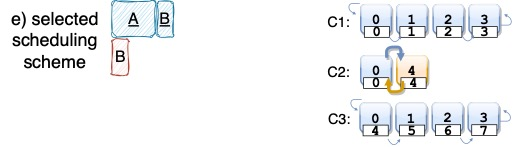 e) selected
scheduling
scheme
A B
B
C1: 0 1 2 3
0 1 2 3
C2: 0 4
0 4
C3: 0 1 2 3
4 5 6 7